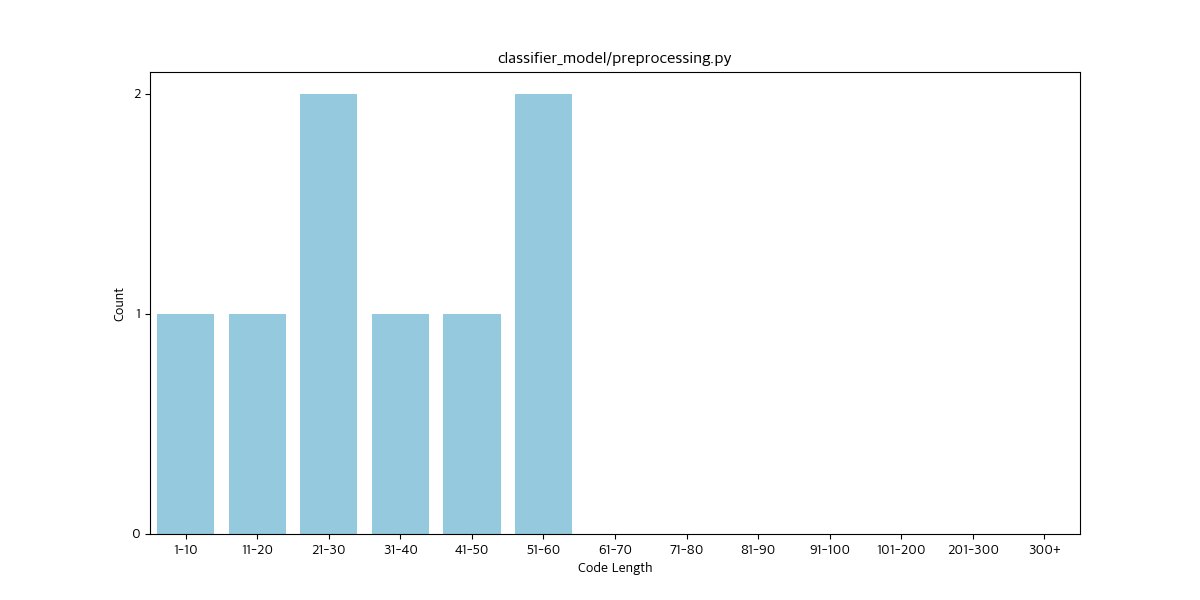 classifier_model/preprocessing.py
2
1
0
Count
1-10 11-20 21-30 31-40 41-50 51-60 61-70 71-80 81-90 91-100 101-200 201-300 300+
Code Length